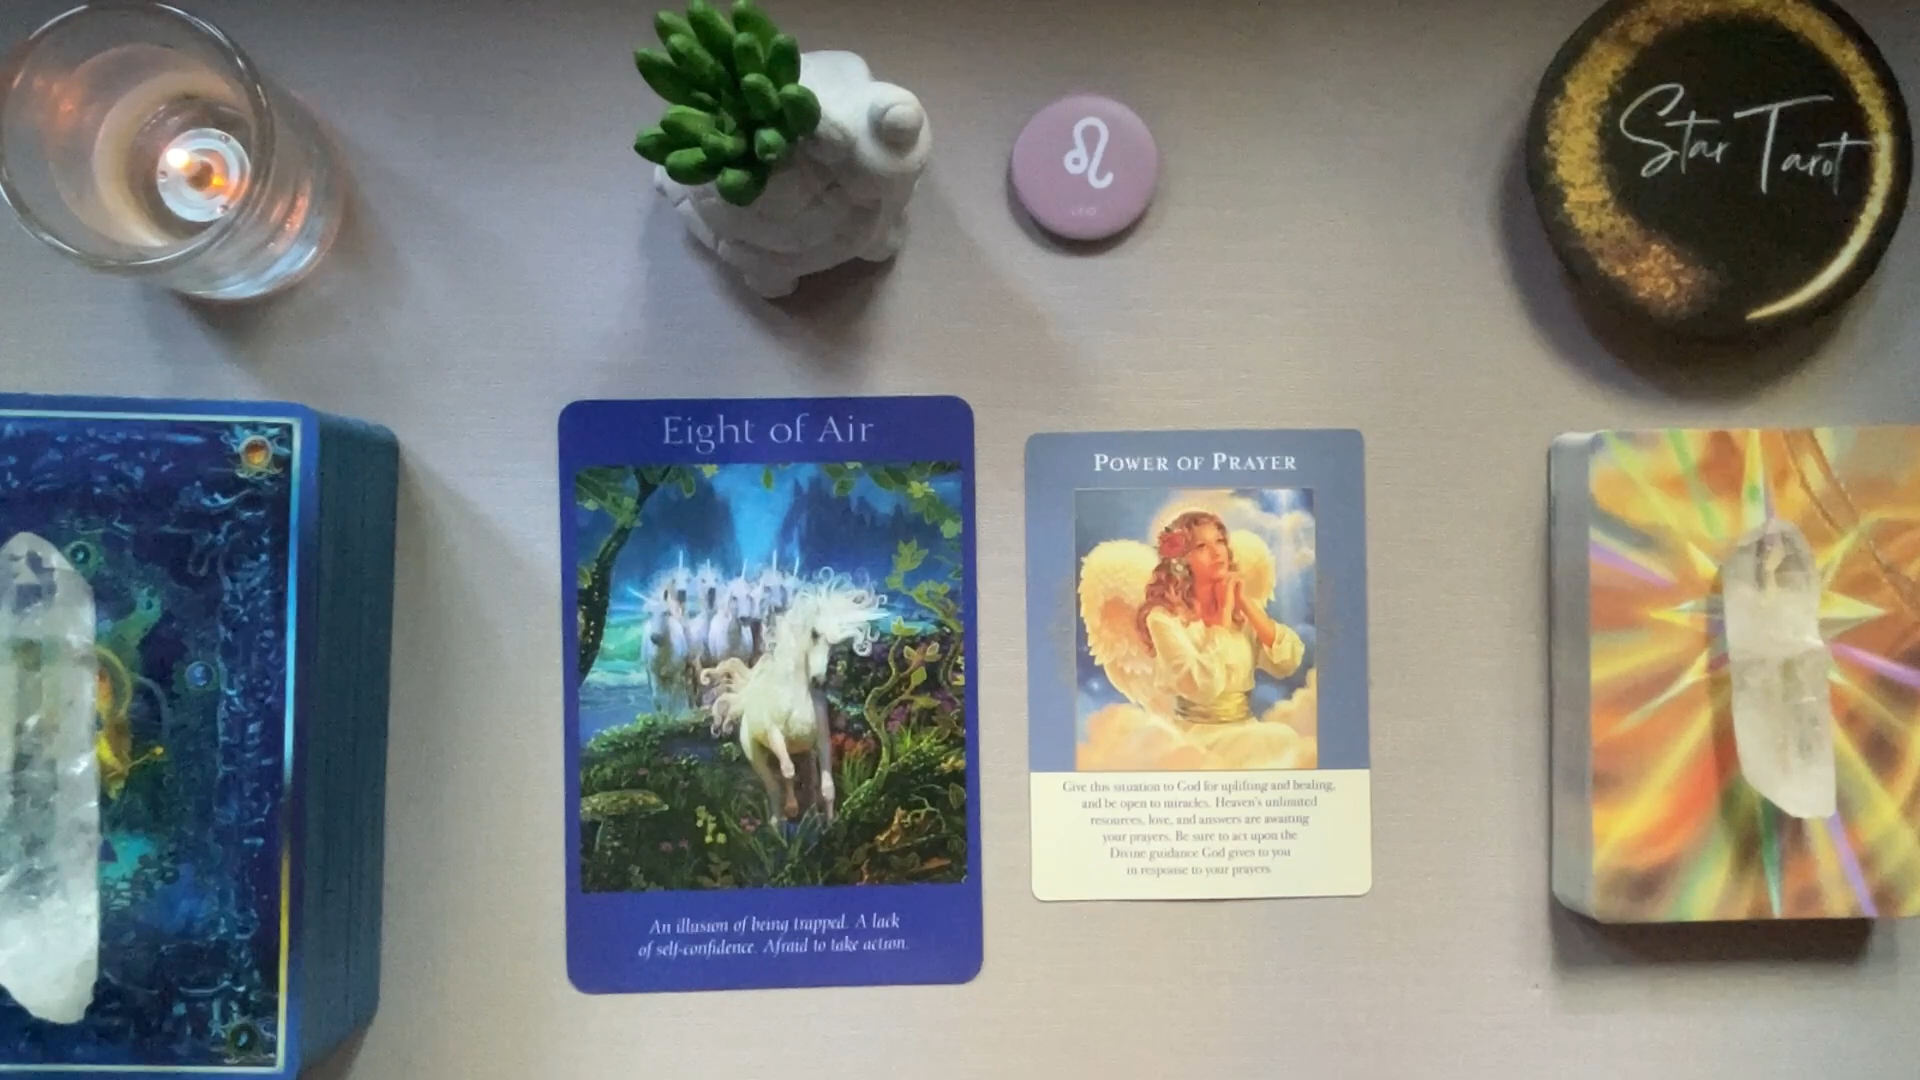 LEO
Star Tarot
Eight of Air
An illusion of being trapped. A lack
of self-confidence. Afraid to take action.
POWER OF PRAYER
Give this situation to God for uplifting and healing,
and be open to miracles. Heaven's unlimited
resources, love, and answers are awaiting
your prayers. Be sure to act upon the
Divine guidance God gives to you
in response to your prayers